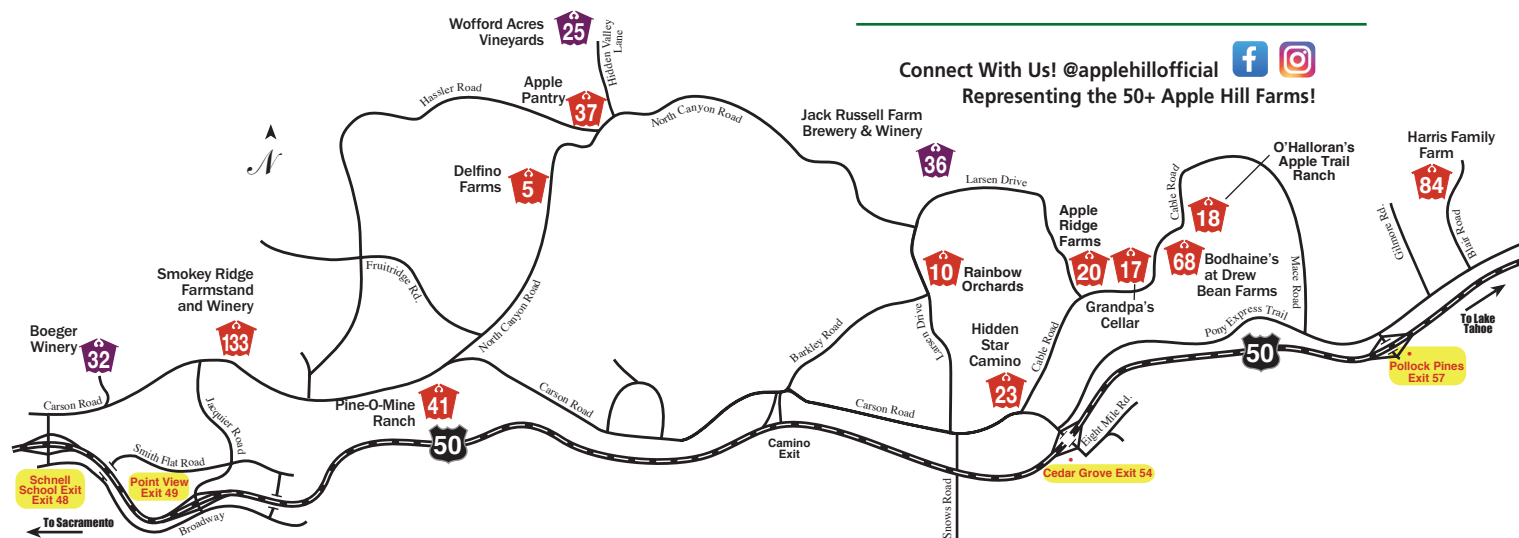 Connect With Us! @applehillofficial
Representing the 50+ Apple Hill Farms!
Wofford Acres
Vineyards
25
Hidden Valley
Lane
Hassler Road
Apple
Pantry
37
North Canyon Road
Jack Russell Farm
Brewery & Winery
36
Larsen Drive
N
Delfino
Farms
5
Cable Road
O'Halloran's
Apple Trail
Ranch
18
Harris Family
Farm
84
Gilmore Rd.
Blair Road
Apple
Ridge
Farms
20
17
Grandpa's
Cellar
68
Bodhaine's
at Drew
Bean Farms
Mace Road
Smokey Ridge
Farmstand
and Winery
133
Fruitridge Rd.
North Canyon Road
10
Rainbow
Orchards
Larsen Drive
Barkley Road
Hidden
Star
Camino
23
Cable Road
Pony Express Trail
50
To Lake
Tahoe
Pollock Pines
Exit 57
Boeger
Winery
32
Carson Road
Jacquier Road
Pine-O-Mine
Ranch
41
50
Carson Road
Carson Road
Camino
Exit
Eight Mile Rd.
Cedar Grove Exit 54
Snows Road
Smith Flat Road
Schnell
School Exit
Exit 48
Point View
Exit 49
Broadway
To Sacramento